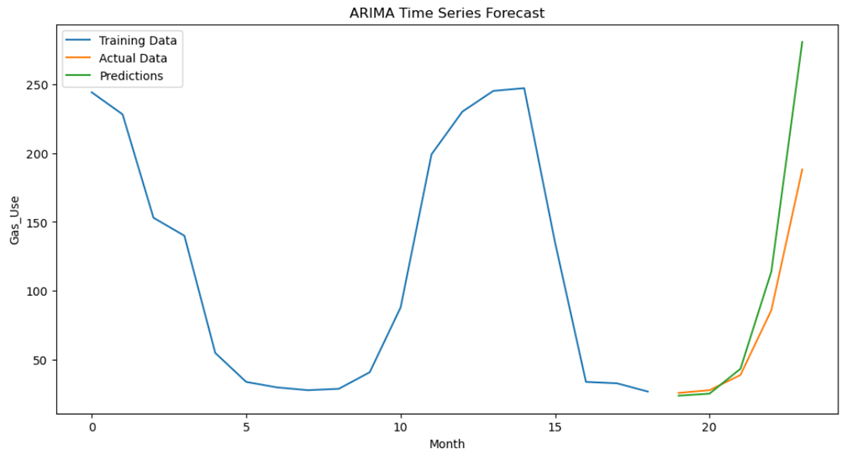 ARIMA Time Series Forecast
Training Data
Actual Data
Predictions
250
200
150
100
50
Gas_Use
0 5 10 15 20
Month